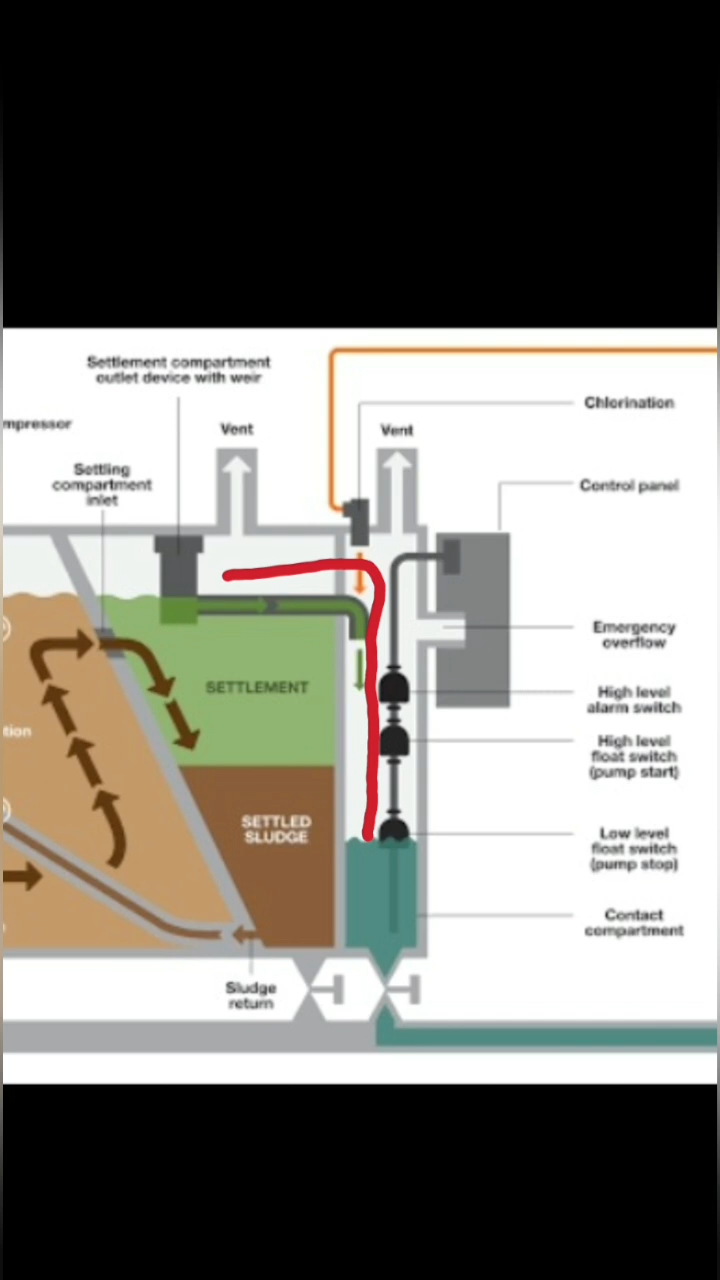 Settlement compartment
outlet device with weir
mpressor
Vent
Vent
Chlorination
Settling
compartment
inlet
Control panel
Emergency
overflow
SETTLEMENT
High level
alarm switch
tion
High level
float switch
(pump start)
SETTLED
SLUDGE
Low level
float switch
(pump stop)
Contact
compartment
Sludge
return